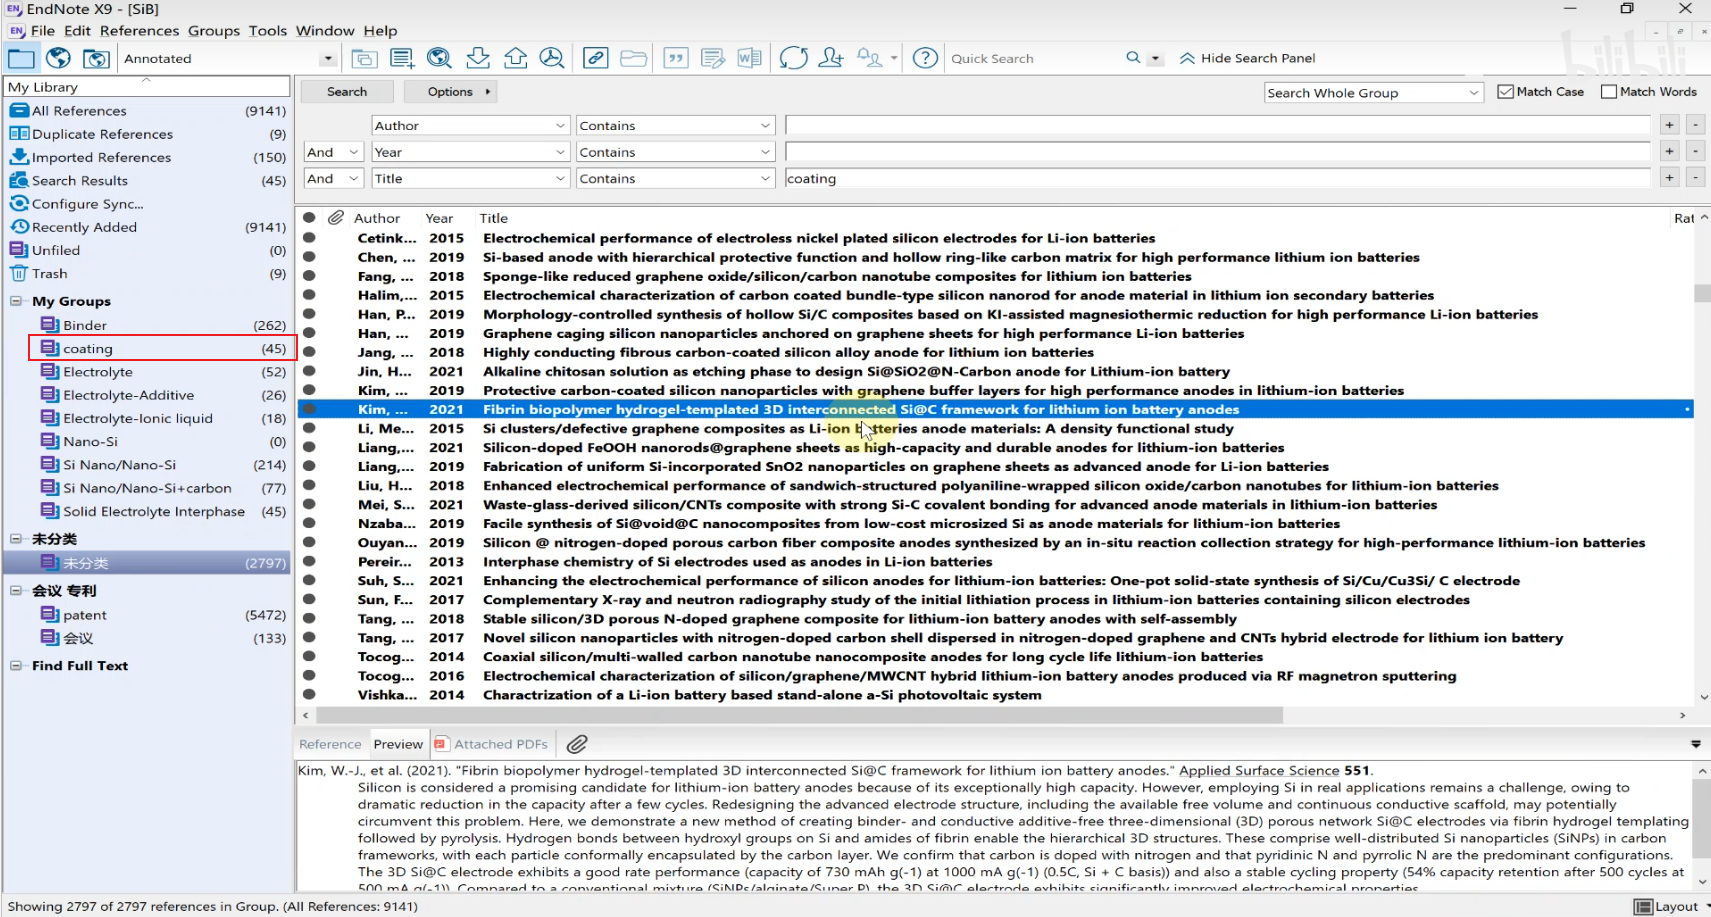 EndNote X9 - [SiB]
File Edit References Groups Tools Window Help
Annotated
Quick Search
Hide Search Panel
bilibili
My Library
All References (9141)
Duplicate References (9)
Imported References (150)
Search Results (45)
Configure Sync...
Recently Added (9141)
Unfiled (0)
Trash (9)
My Groups
Binder (262)
coating (45)
Electrolyte (52)
Electrolyte-Additive (26)
Electrolyte-Ionic liquid (18)
Nano-Si (0)
Si Nano/Nano-Si (214)
Si Nano/Nano-Si+carbon (77)
Solid Electrolyte Interphase (45)
未分类
未分类 (2797)
会议 专利
patent (5472)
会议 (133)
Find Full Text
Search Options Search Whole Group Match Case Match Words
Author Contains + -
And Year Contains + -
And Title Contains coating + -
Author Year Title Rat
Cetink... 2015 Electrochemical performance of electroless nickel plated silicon electrodes for Li-ion batteries
Chen, ... 2019 Si-based anode with hierarchical protective function and hollow ring-like carbon matrix for high performance lithium ion batteries
Fang, ... 2018 Sponge-like reduced graphene oxide/silicon/carbon nanotube composites for lithium ion batteries
Halim,... 2015 Electrochemical characterization of carbon coated bundle-type silicon nanorod for anode material in lithium ion secondary batteries
Han, P... 2019 Morphology-controlled synthesis of hollow Si/C composites based on KI-assisted magnesiothermic reduction for high performance Li-ion batteries
Han, ... 2019 Graphene caging silicon nanoparticles anchored on graphene sheets for high performance Li-ion batteries
Jang, ... 2018 Highly conducting fibrous carbon-coated silicon alloy anode for lithium ion batteries
Jin, H... 2021 Alkaline chitosan solution as etching phase to design Si@SiO2@N-Carbon anode for Lithium-ion battery
Kim, ... 2019 Protective carbon-coated silicon nanoparticles with graphene buffer layers for high performance anodes in lithium-ion batteries
Kim, ... 2021 Fibrin biopolymer hydrogel-templated 3D interconnected Si@C framework for lithium ion battery anodes
Li, Me... 2015 Si clusters/defective graphene composites as Li-ion batteries anode materials: A density functional study
Liang,... 2021 Silicon-doped FeOOH nanorods@graphene sheets as high-capacity and durable anodes for lithium-ion batteries
Liang,... 2019 Fabrication of uniform Si-incorporated SnO2 nanoparticles on graphene sheets as advanced anode for Li-ion batteries
Liu, H... 2018 Enhanced electrochemical performance of sandwich-structured polyaniline-wrapped silicon oxide/carbon nanotubes for lithium-ion batteries
Mei, S... 2021 Waste-glass-derived silicon/CNTs composite with strong Si-C covalent bonding for advanced anode materials in lithium-ion batteries
Nzaba... 2019 Facile synthesis of Si@void@C nanocomposites from low-cost microsized Si as anode materials for lithium-ion batteries
Ouyan... 2019 Silicon @ nitrogen-doped porous carbon fiber composite anodes synthesized by an in-situ reaction collection strategy for high-performance lithium-ion batteries
Pereir... 2013 Interphase chemistry of Si electrodes used as anodes in Li-ion batteries
Suh, S... 2021 Enhancing the electrochemical performance of silicon anodes for lithium-ion batteries: One-pot solid-state synthesis of Si/Cu/Cu3Si/ C electrode
Sun, F... 2017 Complementary X-ray and neutron radiography study of the initial lithiation process in lithium-ion batteries containing silicon electrodes
Tang, ... 2018 Stable silicon/3D porous N-doped graphene composite for lithium-ion battery anodes with self-assembly
Tang, ... 2017 Novel silicon nanoparticles with nitrogen-doped carbon shell dispersed in nitrogen-doped graphene and CNTs hybrid electrode for lithium ion battery
Tocog... 2014 Coaxial silicon/multi-walled carbon nanotube nanocomposite anodes for long cycle life lithium-ion batteries
Tocog... 2016 Electrochemical characterization of silicon/graphene/MWCNT hybrid lithium-ion battery anodes produced via RF magnetron sputtering
Vishka... 2014 Charactrization of a Li-ion battery based stand-alone a-Si photovoltaic system
Reference Preview Attached PDFs
Kim, W.-J., et al. (2021). "Fibrin biopolymer hydrogel-templated 3D interconnected Si@C framework for lithium ion battery anodes." Applied Surface Science 551.
Silicon is considered a promising candidate for lithium-ion battery anodes because of its exceptionally high capacity. However, employing Si in real applications remains a challenge, owing to
dramatic reduction in the capacity after a few cycles. Redesigning the advanced electrode structure, including the available free volume and continuous conductive scaffold, may potentially
circumvent this problem. Here, we demonstrate a new method of creating binder- and conductive additive-free three-dimensional (3D) porous network Si@C electrodes via fibrin hydrogel templating
followed by pyrolysis. Hydrogen bonds between hydroxyl groups on Si and amides of fibrin enable the hierarchical 3D structures. These comprise well-distributed Si nanoparticles (SiNPs) in carbon
frameworks, with each particle conformally encapsulated by the carbon layer. We confirm that carbon is doped with nitrogen and that pyridinic N and pyrrolic N are the predominant configurations.
The 3D Si@C electrode exhibits a good rate performance (capacity of 730 mAh g(-1) at 1000 mA g(-1) (0.5C, Si + C basis)) and also a stable cycling property (54% capacity retention after 500 cycles at
500 mA g(-1)). Compared to a conventional mixture (SiNPs/alginate/Super P), the 3D Si@C electrode exhibits significantly improved electrochemical properties
Showing 2797 of 2797 references in Group. (All References: 9141)
Layout